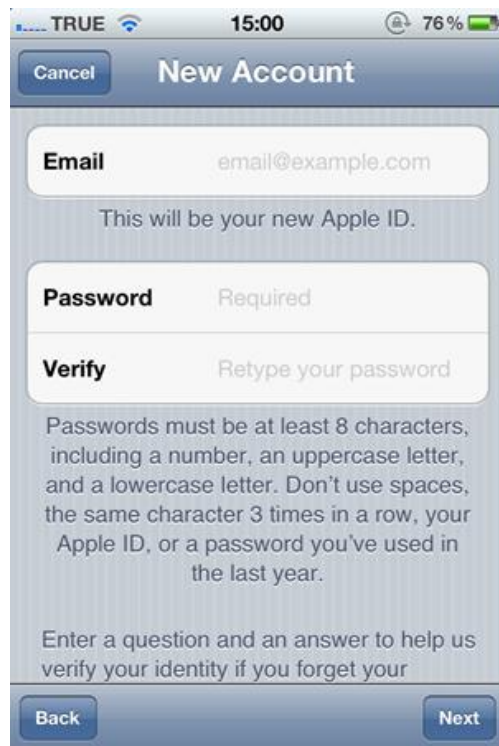 TRUE 15:00 76%
Cancel New Account
Email email@example.com
This will be your new Apple ID.
Password Required
Verify Retype your password
Passwords must be at least 8 characters,
including a number, an uppercase letter,
and a lowercase letter. Don't use spaces,
the same character 3 times in a row, your
Apple ID, or a password you've used in
the last year.
Enter a question and an answer to help us
verify your identity if you forget your
Back Next